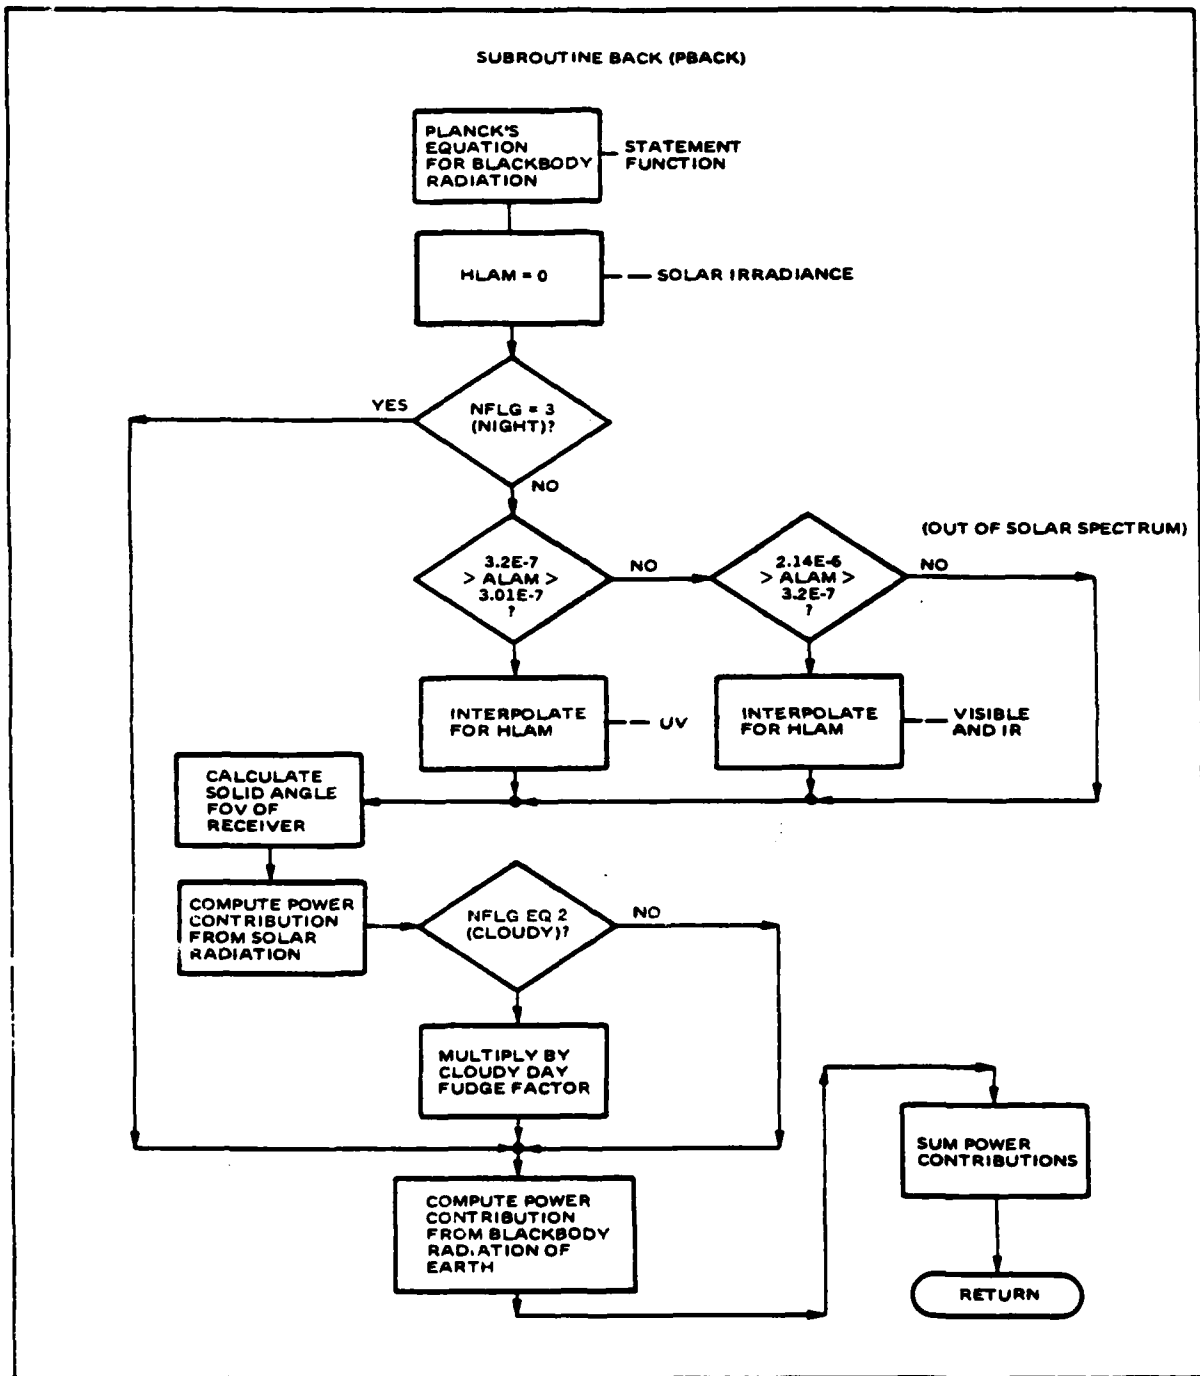 SUBROUTINE BACK (PBACK)
PLANCK'S
EQUATION
FOR BLACKBODY
RADIATION
STATEMENT
FUNCTION
HLAM = 0
SOLAR IRRADIANCE
NFLG = 3
(NIGHT)?
YES
NO
3.2E-7
> ALAM >
3.01E-7
?
NO
2.14E-6
> ALAM >
3.2E-7
?
(OUT OF SOLAR SPECTRUM)
NO
INTERPOLATE
FOR HLAM
UV
INTERPOLATE
FOR HLAM
VISIBLE
AND IR
CALCULATE
SOLID ANGLE
FOV OF
RECEIVER
COMPUTE POWER
CONTRIBUTION
FROM SOLAR
RADIATION
NFLG EQ 2
(CLOUDY)?
NO
MULTIPLY BY
CLOUDY DAY
FUDGE FACTOR
COMPUTE POWER
CONTRIBUTION
FROM BLACKBODY
RADIATION OF
EARTH
SUM POWER
CONTRIBUTIONS
RETURN